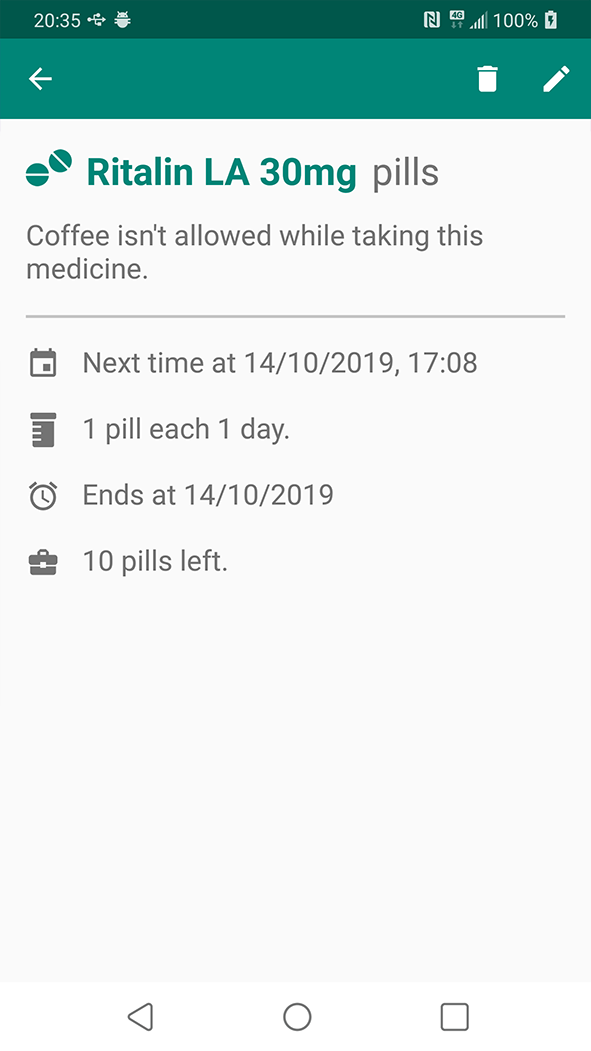 20:35 4G 100%
Ritalin LA 30mg pills
Coffee isn't allowed while taking this
medicine.
Next time at 14/10/2019, 17:08
1 pill each 1 day.
Ends at 14/10/2019
10 pills left.